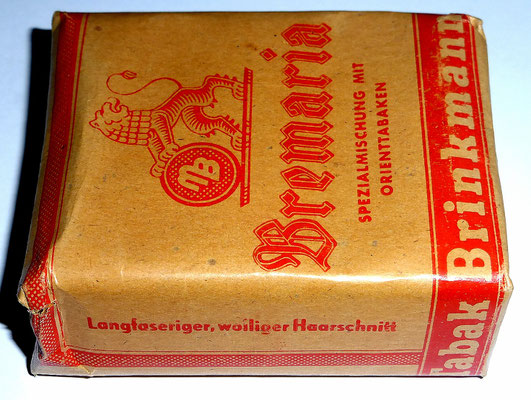 MB
Bremaria
SPEZIALMISCHUNG MIT
ORIENTTABAKEN
Tabak Brinkmann
Langfaseriger, wolliger Haarschnitt